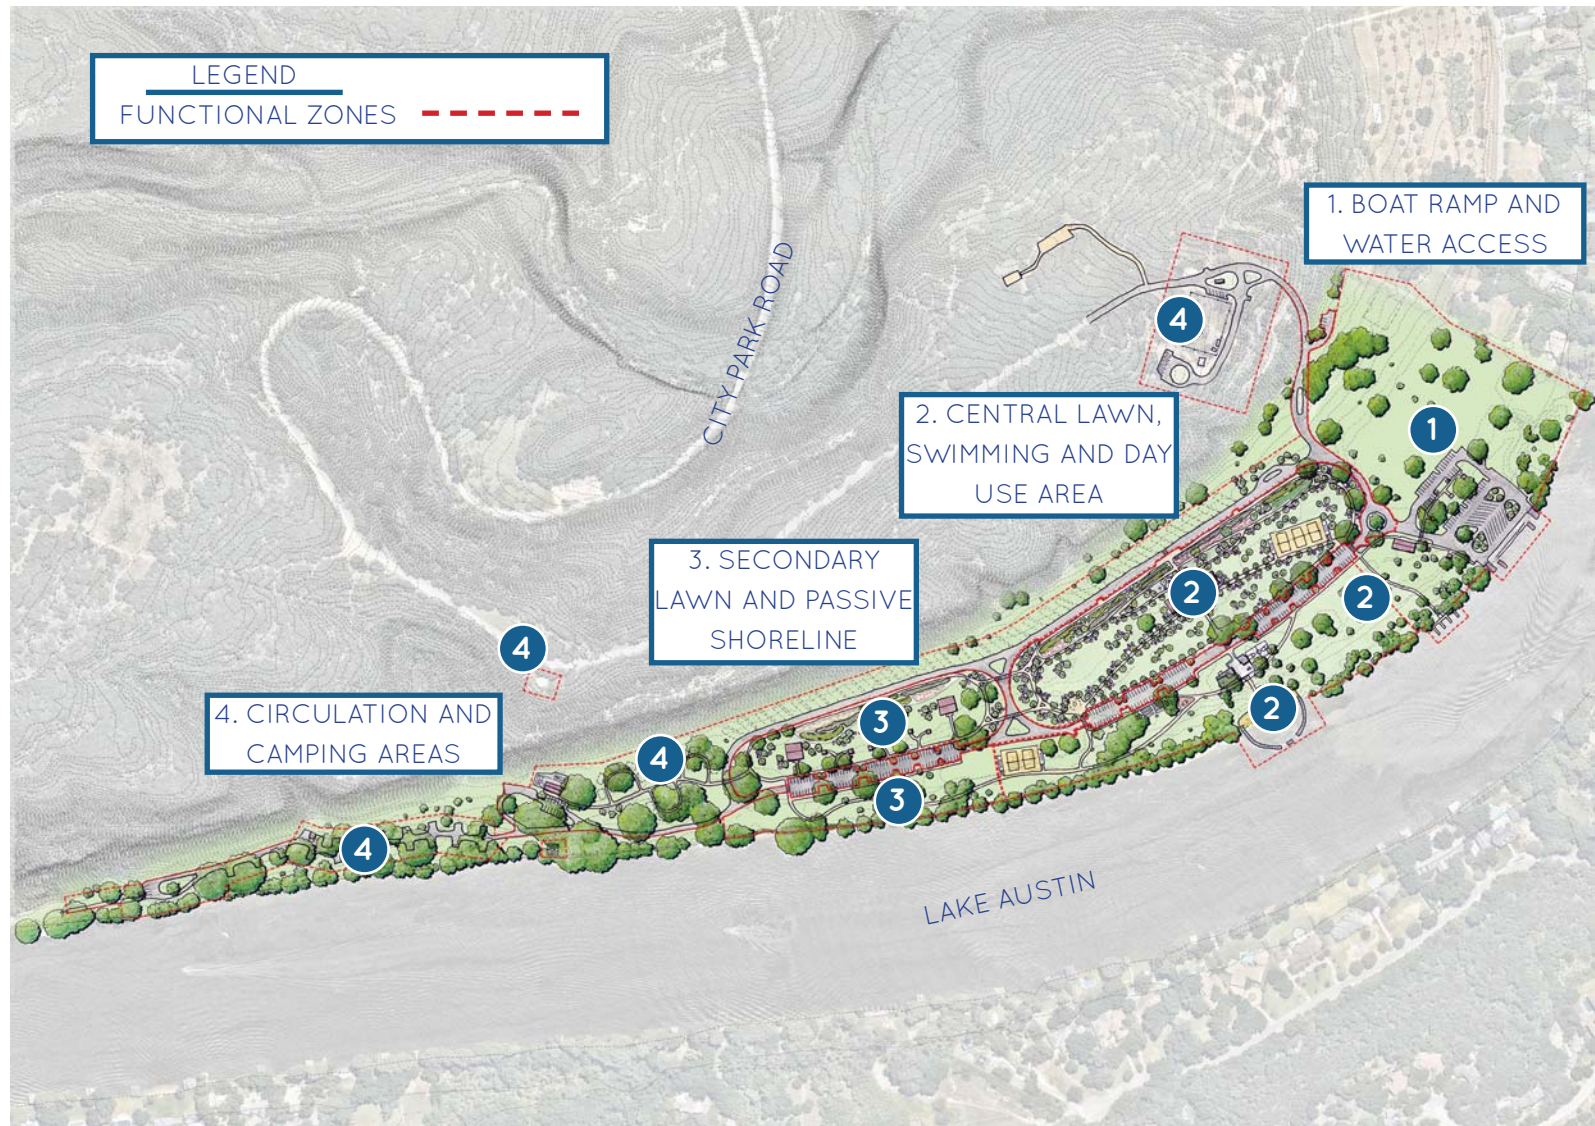 LEGEND
FUNCTIONAL ZONES
1. BOAT RAMP AND
WATER ACCESS
CITY PARK ROAD
4
2. CENTRAL LAWN,
SWIMMING AND DAY
USE AREA
1
3. SECONDARY
LAWN AND PASSIVE
SHORELINE
2
2
4
4. CIRCULATION AND
CAMPING AREAS
3
2
4
3
4
LAKE AUSTIN